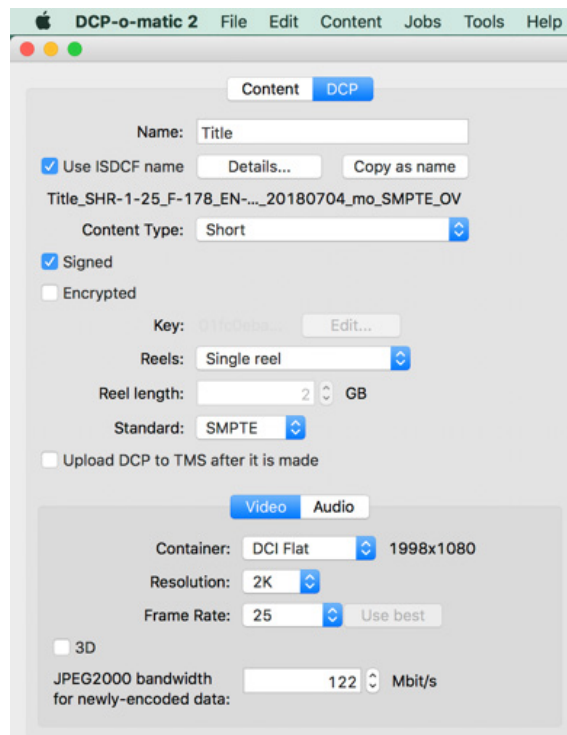 DCP-o-matic 2 File Edit Content Jobs Tools Help
Content DCP
Name: Title
Use ISDCF name Details... Copy as name
Title_SHR-1-25_F-178_EN-..._20180704_mo_SMPTE_OV
Content Type: Short
Signed
Encrypted
Key: Edit...
Reels: Single reel
Reel length: 2 GB
Standard: SMPTE
Upload DCP to TMS after it is made
Video Audio
Container: DCI Flat 1998x1080
Resolution: 2K
Frame Rate: 25 Use best
3D
JPEG2000 bandwidth
for newly-encoded data: 122 Mbit/s